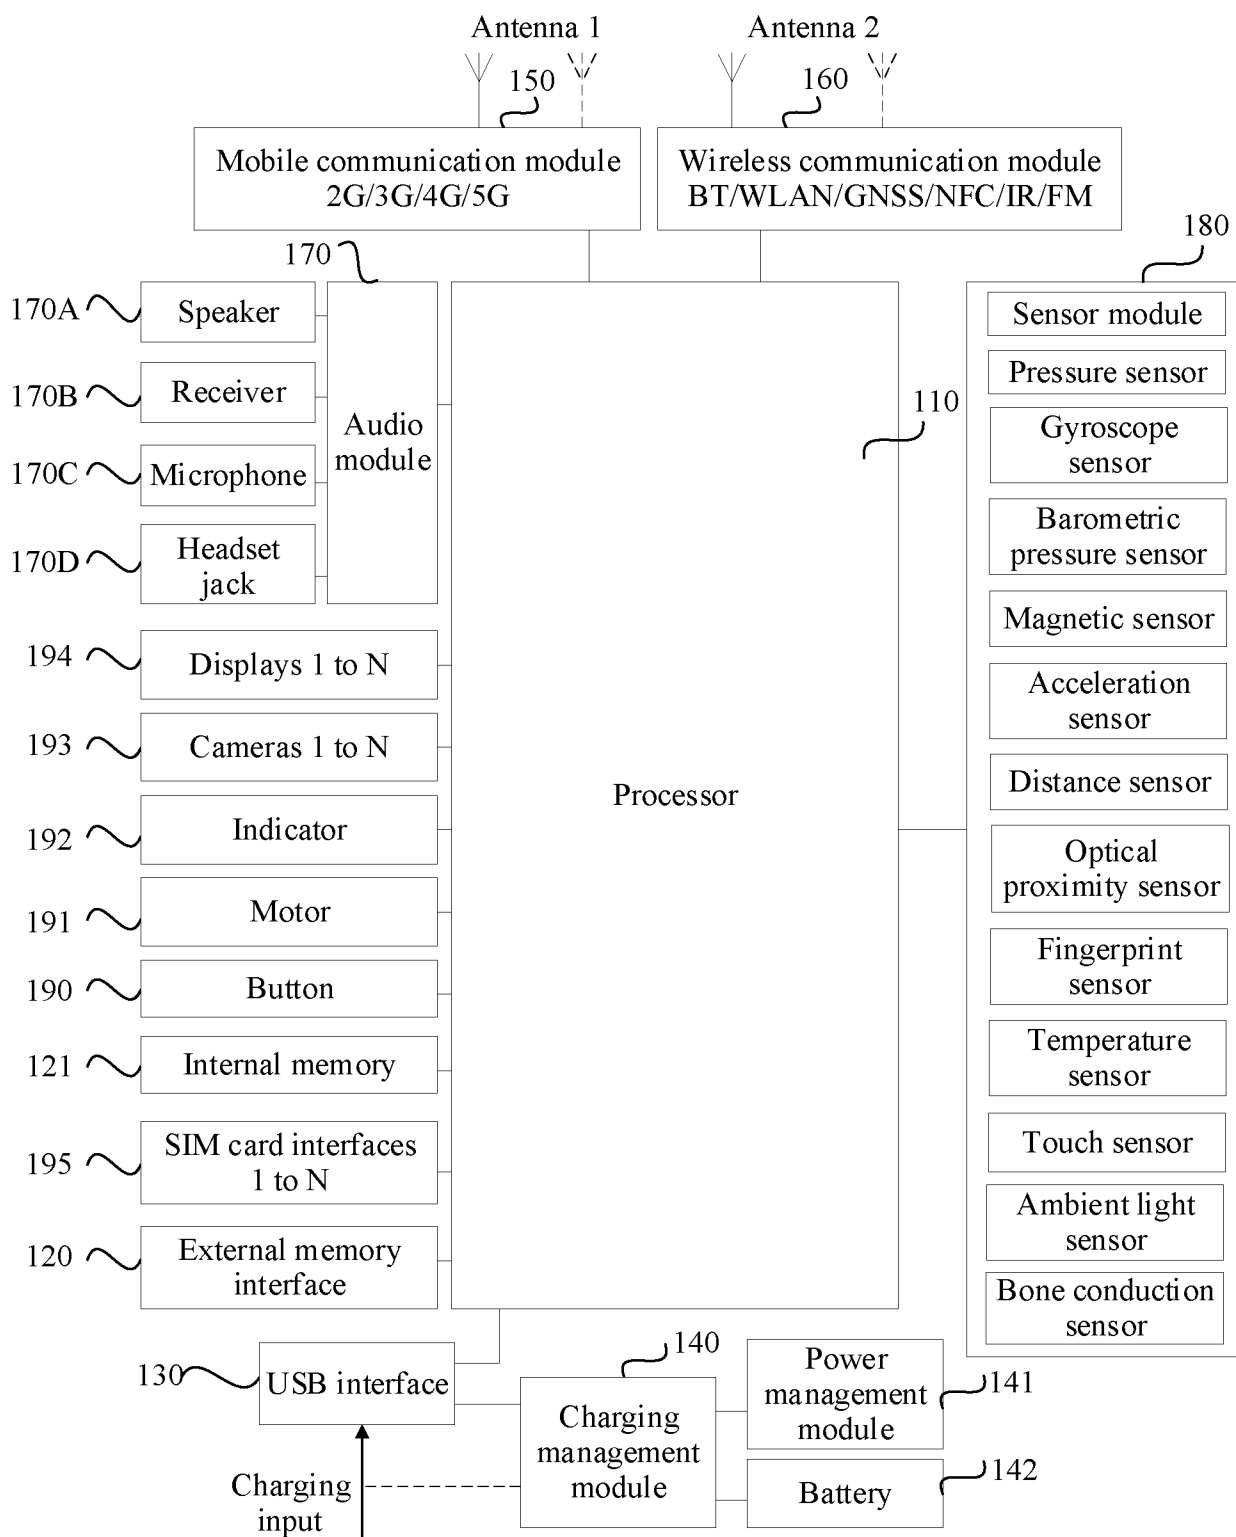 Antenna 1
Antenna 2
150
160
Mobile communication module
2G/3G/4G/5G
Wireless communication module
BT/WLAN/GNSS/NFC/IR/FM
170
180
170A
Speaker
170B
Receiver
170C
Microphone
170D
Headset
jack
Audio
module
194
Displays 1 to N
193
Cameras 1 to N
192
Indicator
191
Motor
190
Button
121
Internal memory
195
SIM card interfaces
1 to N
120
External memory
interface
Processor
110
Sensor module
Pressure sensor
Gyroscope
sensor
Barometric
pressure sensor
Magnetic sensor
Acceleration
sensor
Distance sensor
Optical
proximity sensor
Fingerprint
sensor
Temperature
sensor
Touch sensor
Ambient light
sensor
Bone conduction
sensor
130
USB interface
140
Charging
management
module
Power
management
module
141
Battery
142
Charging
input